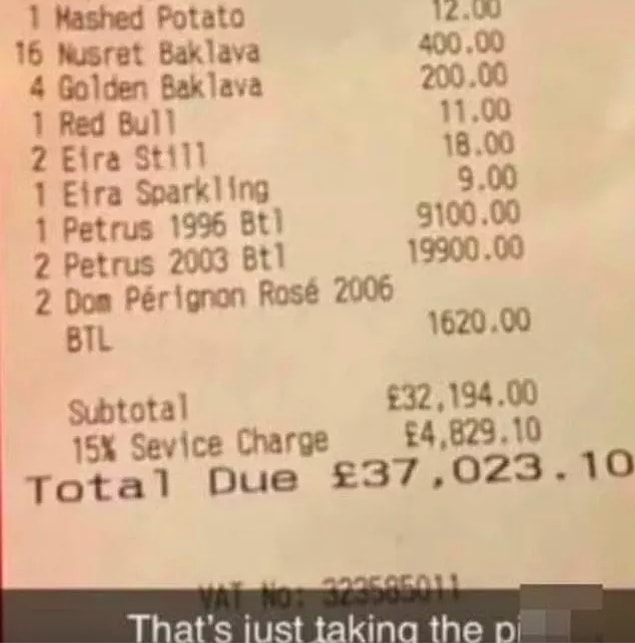 1 Mashed Potato 12.00
16 Nusret Baklava 400.00
4 Golden Baklava 200.00
1 Red Bull 11.00
2 Eira Still 18.00
1 Eira Sparkling 9.00
1 Petrus 1996 Btl 9100.00
2 Petrus 2003 Btl 19900.00
2 Dom Pérignon Rosé 2006
BTL 1620.00
Subtotal £32,194.00
15% Sevice Charge £4,829.10
Total Due £37,023.10
VAT No: 323585011
That's just taking the